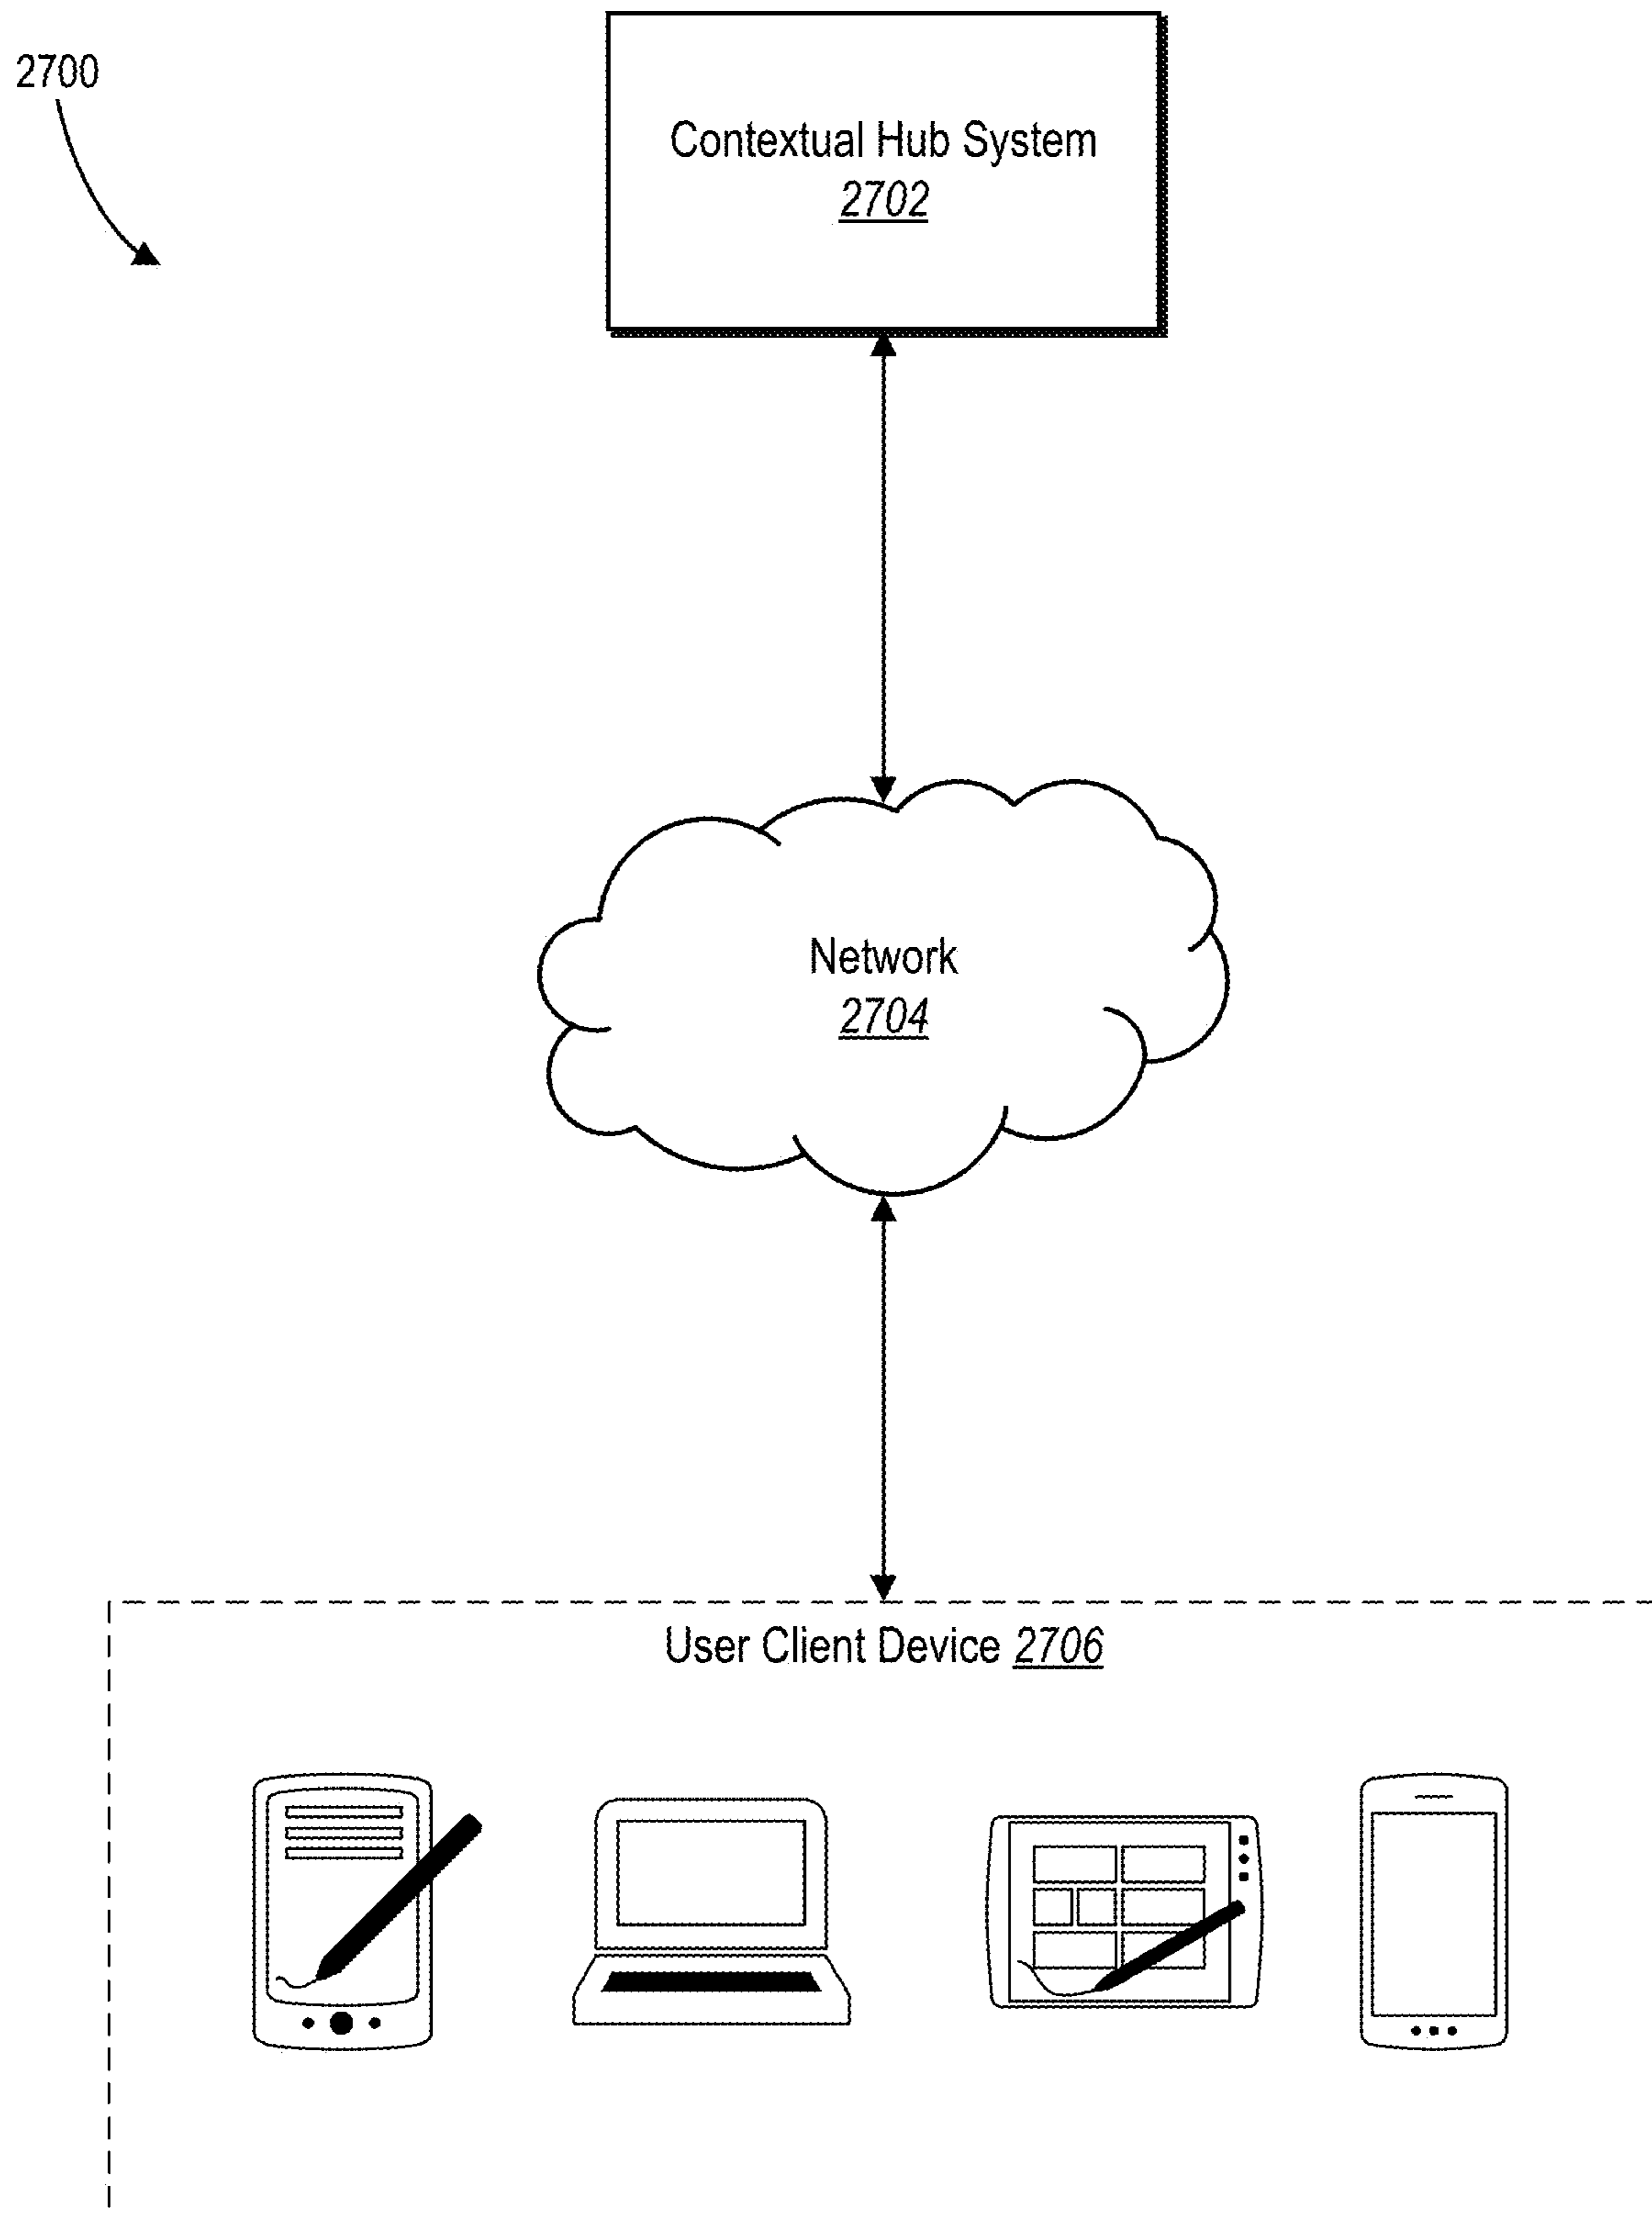 2700
Contextual Hub System
2702
Network
2704
User Client Device 2706